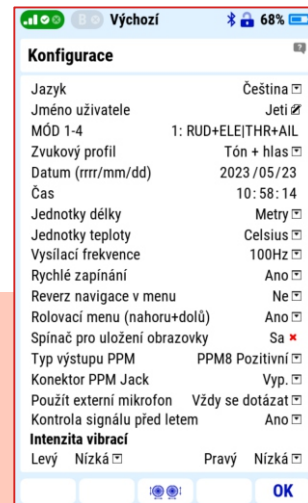 B Výchozí 68%
Konfigurace
Jazyk Čeština
Jméno uživatele Jeti
MÓD 1-4 1: RUD+ELE|THR+AIL
Zvukový profil Tón + hlas
Datum (rrrr/mm/dd) 2023/05/23
Čas 10:58:14
Jednotky délky Metry
Jednotky teploty Celsius
Vysílací frekvence 100Hz
Rychlé zapínání Ano
Reverz navigace v menu Ne
Rolovací menu (nahoru+dolů) Ano
Spínač pro uložení obrazovky Sa
Typ výstupu PPM PPM8 Pozitivní
Konektor PPM Jack Vyp.
Použít externí mikrofon Vždy se dotázat
Kontrola signálu před letem Ano
Intenzita vibrací
Levý Nízká Pravý Nízká
OK